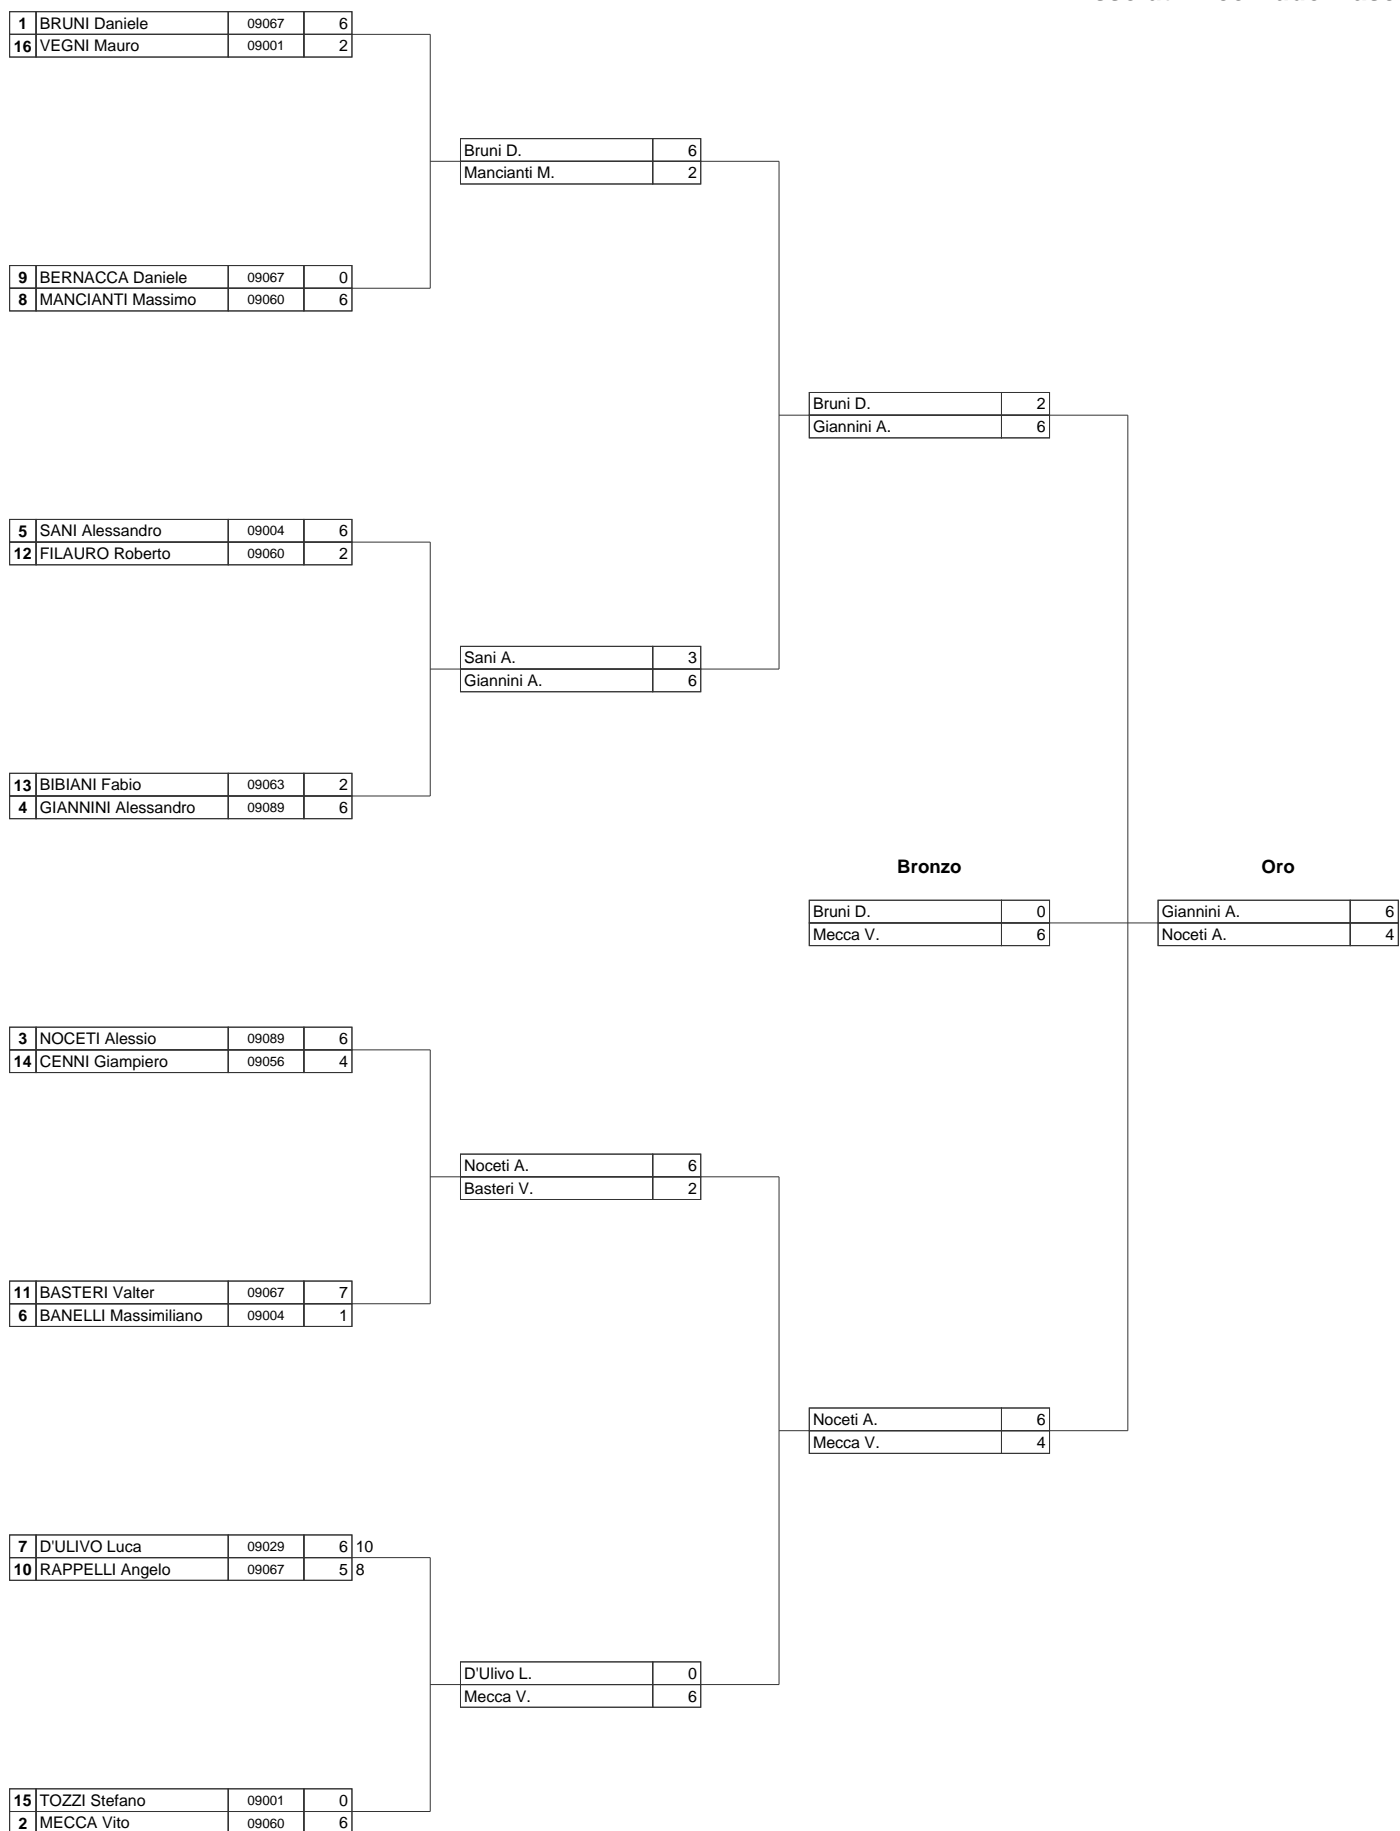 1 BRUNI Daniele 09067 6
16 VEGNI Mauro 09001 2
Bruni D. 6
Mancianti M. 2
9 BERNACCA Daniele 09067 0
8 MANCIANTI Massimo 09060 6
Bruni D. 2
Giannini A. 6
5 SANI Alessandro 09004 6
12 FILAURO Roberto 09060 2
Sani A. 3
Giannini A. 6
13 BIBIANI Fabio 09063 2
4 GIANNINI Alessandro 09089 6
Bronzo Oro
Bruni D. 0 Giannini A. 6
Mecca V. 6 Noceti A. 4
3 NOCETI Alessio 09089 6
14 CENNI Giampiero 09056 4
Noceti A. 6
Basteri V. 2
11 BASTERI Valter 09067 7
6 BANELLI Massimiliano 09004 1
Noceti A. 6
Mecca V. 4
7 D'ULIVO Luca 09029 6 10
10 RAPPELLI Angelo 09067 5 8
D'Ulivo L. 0
Mecca V. 6
15 TOZZI Stefano 09001 0
2 MECCA Vito 09060 6